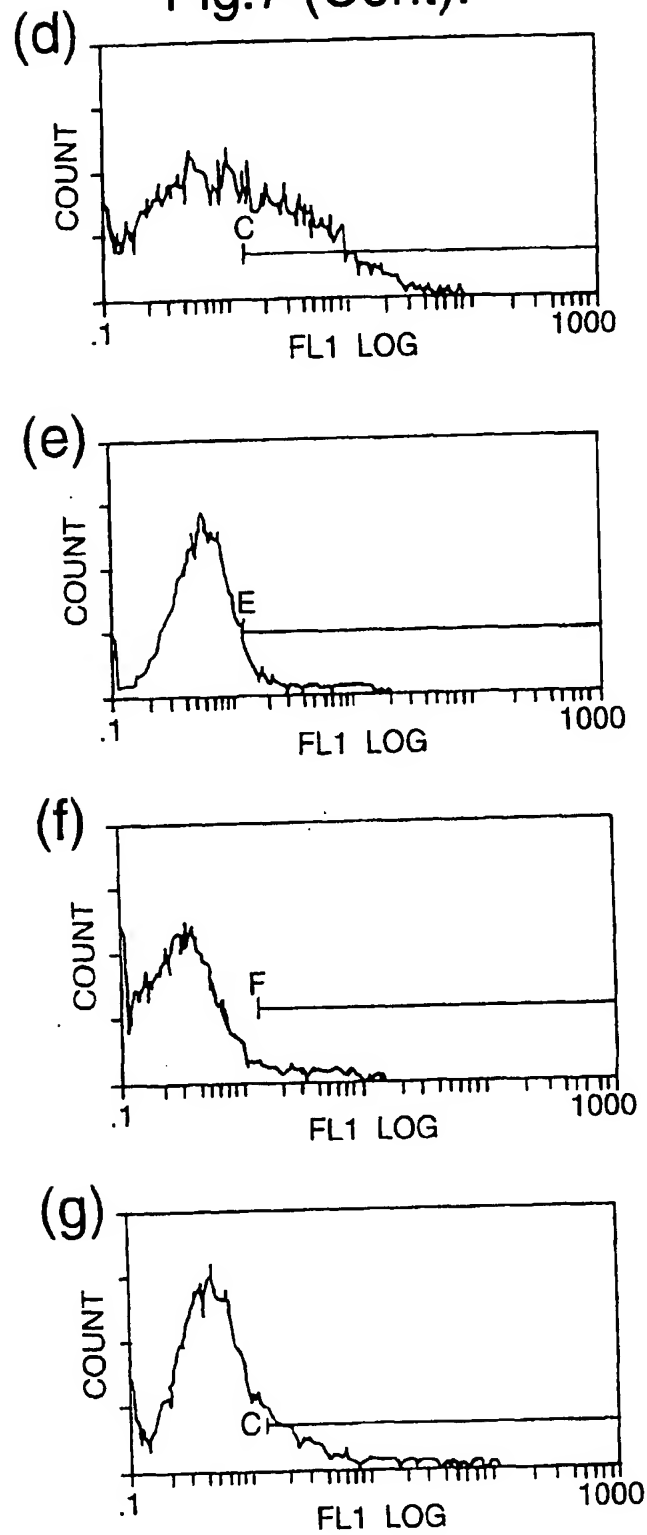 Fig.7 (Cont).
(d)
COUNT
C
.1
1000
FL1 LOG
(e)
COUNT
E
.1
1000
FL1 LOG
(f)
COUNT
F
.1
1000
FL1 LOG
(g)
COUNT
C
.1
1000
FL1 LOG